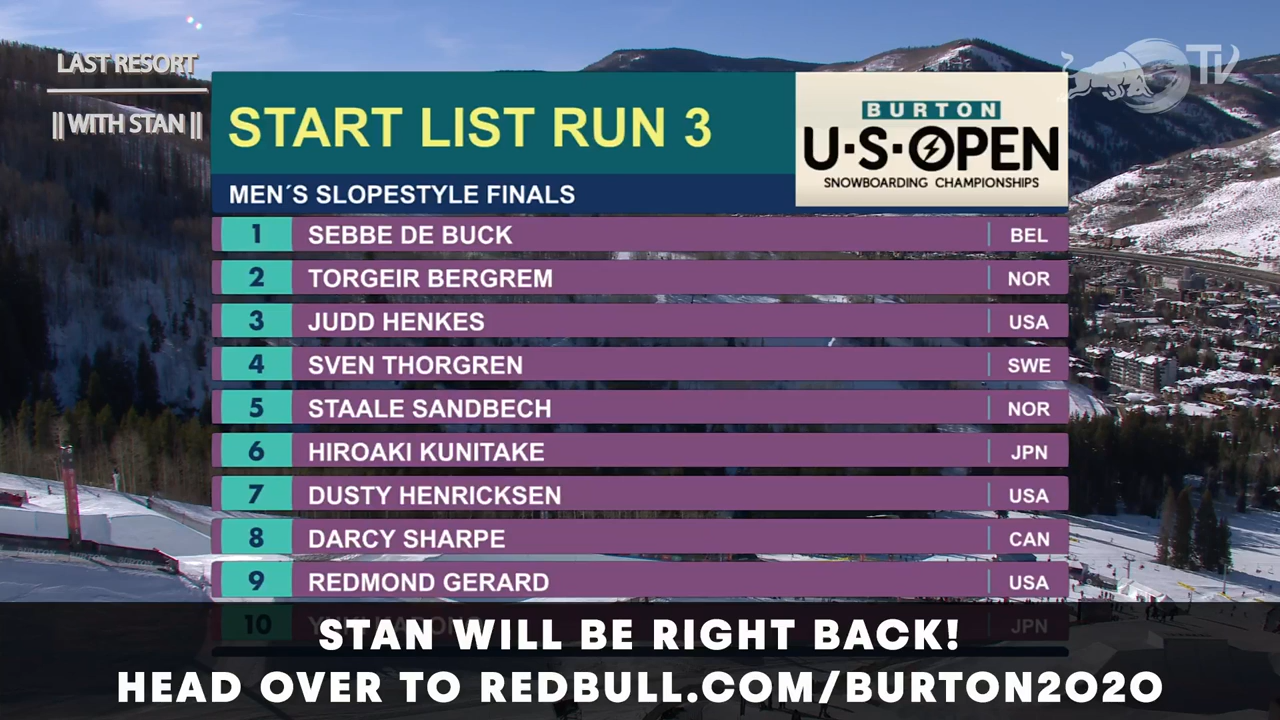 LAST RESORT
|| WITH STAN ||
TV
START LIST RUN 3
BURTON
U·S·OPEN
SNOWBOARDING CHAMPIONSHIPS
MEN´S SLOPESTYLE FINALS
1 SEBBE DE BUCK BEL
2 TORGEIR BERGREM NOR
3 JUDD HENKES USA
4 SVEN THORGREN SWE
5 STAALE SANDBECH NOR
6 HIROAKI KUNITAKE JPN
7 DUSTY HENRICKSEN USA
8 DARCY SHARPE CAN
9 REDMOND GERARD USA
10 JPN
STAN WILL BE RIGHT BACK!
HEAD OVER TO REDBULL.COM/BURTON2020